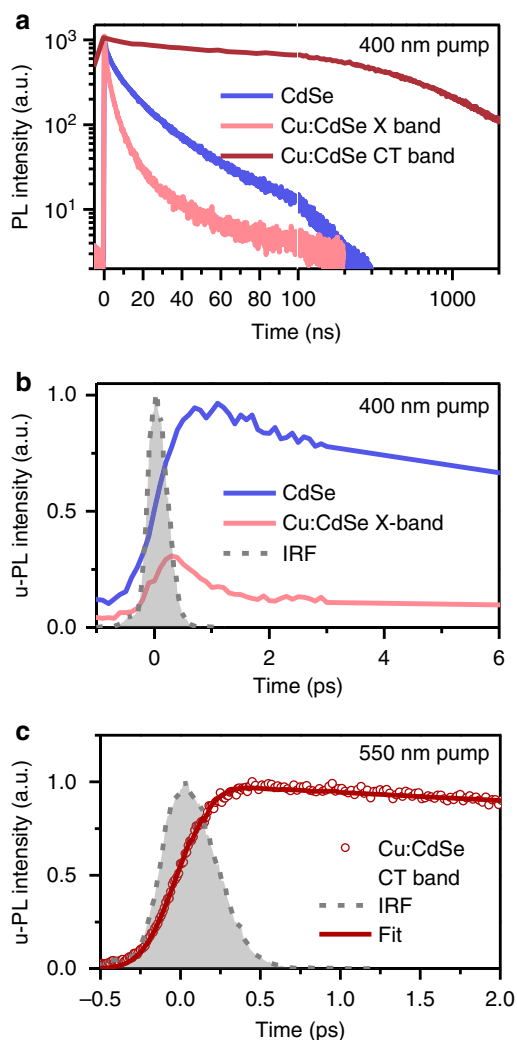 a
400 nm pump
CdSe
Cu:CdSe X band
Cu:CdSe CT band
PL intensity (a.u.)
10³
10²
10¹
0 20 40 60 80 100 1000
Time (ns)
b
400 nm pump
CdSe
Cu:CdSe X-band
IRF
u-PL intensity (a.u.)
1.0
0.5
0.0
0 2 4 6
Time (ps)
c
550 nm pump
Cu:CdSe
CT band
IRF
Fit
u-PL intensity (a.u.)
1.0
0.5
0.0
−0.5 0.0 0.5 1.0 1.5 2.0
Time (ps)